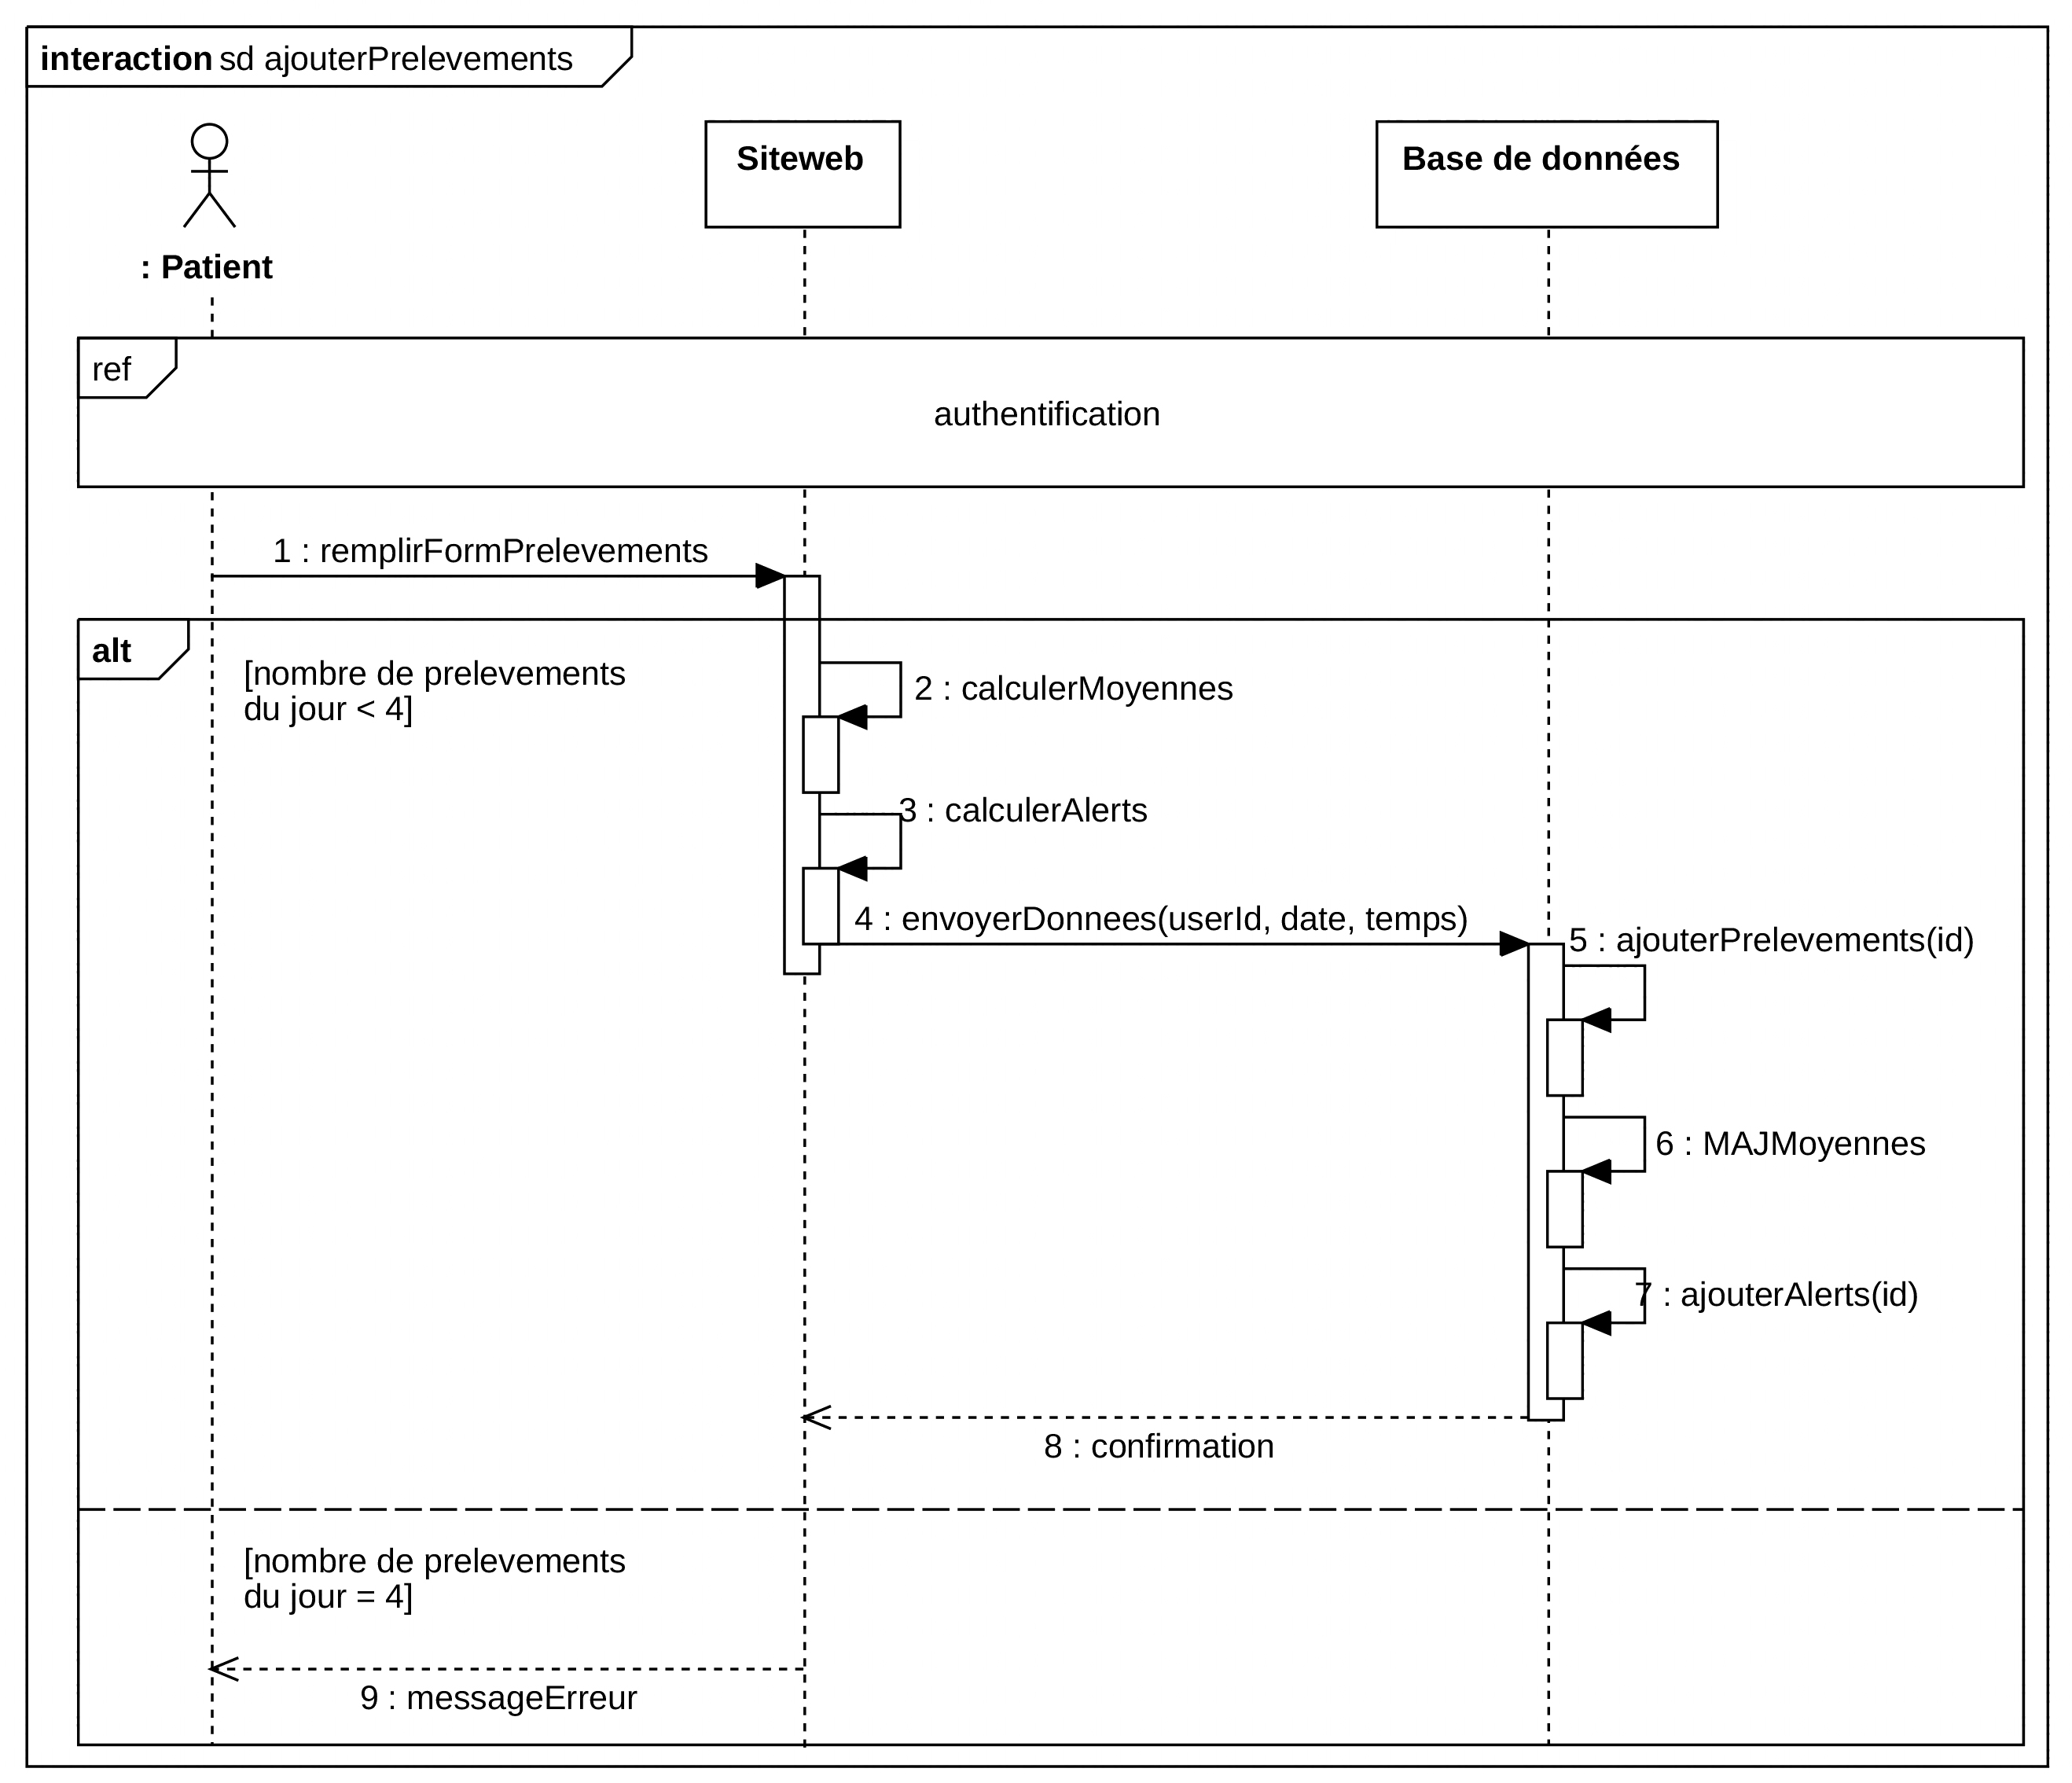 interaction sd ajouterPrelevements
Siteweb
Base de données
: Patient
ref
authentification
1 : remplirFormPrelevements
alt
[nombre de prelevements
du jour < 4]
2 : calculerMoyennes
3 : calculerAlerts
4 : envoyerDonnees(userId, date, temps)
5 : ajouterPrelevements(id)
6 : MAJMoyennes
7 : ajouterAlerts(id)
8 : confirmation
[nombre de prelevements
du jour = 4]
9 : messageErreur